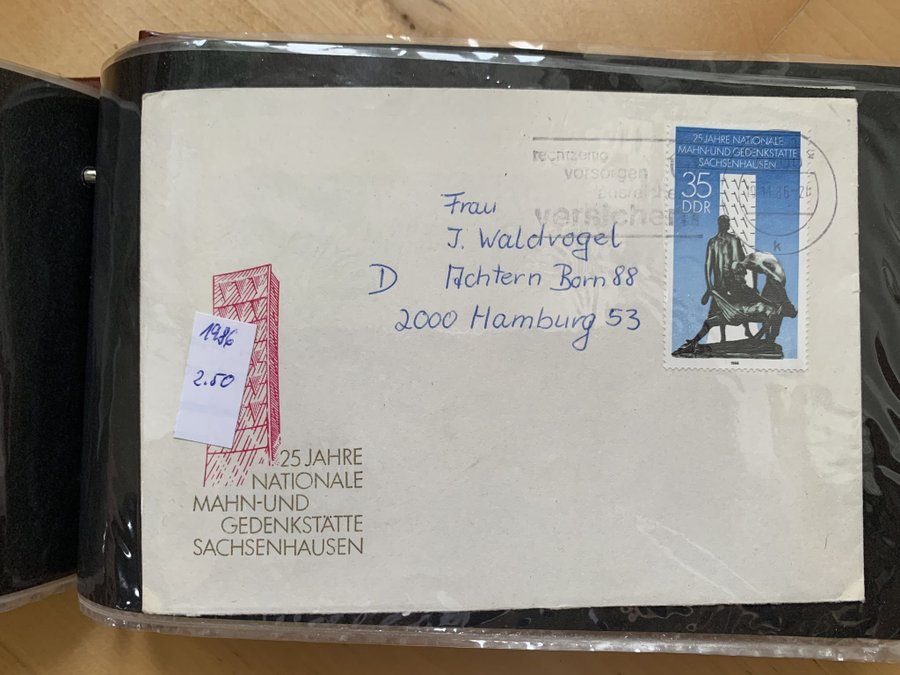 25 JAHRE NATIONALE
MAHN-UND GEDENKSTÄTTE
SACHSENHAUSEN
35
DDR
1986
rechtzeitig
vorsorgen
versichern
k
Frau
J. Waldvogel
D Achtern Born 88
2000 Hamburg 53
1986
2.50
25 JAHRE
NATIONALE
MAHN-UND
GEDENKSTÄTTE
SACHSENHAUSEN